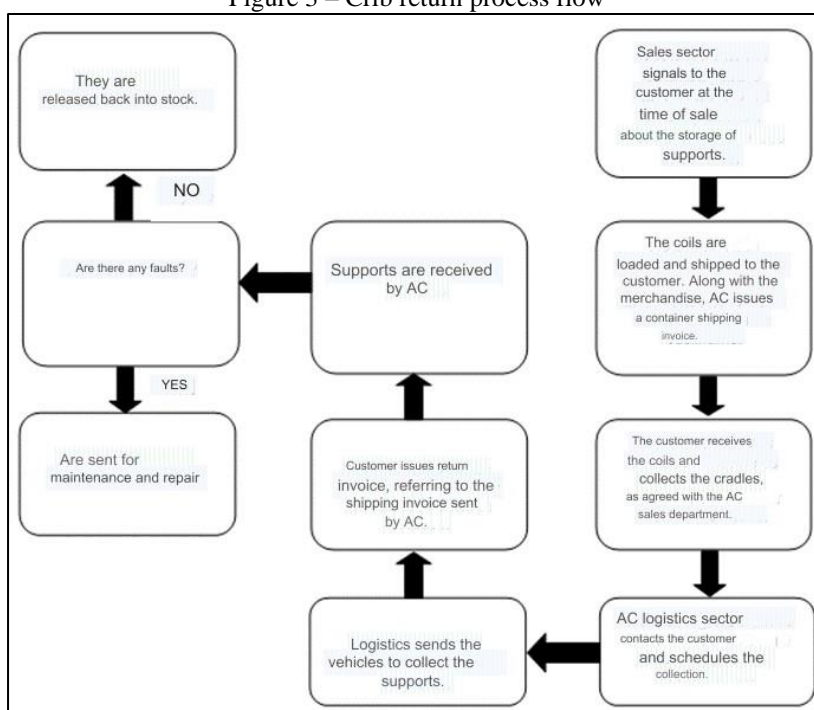 Figure 3 – Crib return process flow
Sales sector
signals to the
customer at the
time of sale
about the storage of
supports.
The coils are
loaded and shipped to the
customer. Along with the
merchandise, AC issues
a container shipping
invoice.
The customer receives
the coils and
collects the cradles,
as agreed with the AC
sales department.
AC logistics sector
contacts the customer
and schedules the
collection.
Logistics sends the
vehicles to collect the
supports.
Customer issues return
invoice, referring to the
shipping invoice sent
by AC.
Supports are received
by AC
Are there any faults?
NO
They are
released back into stock.
YES
Are sent for
maintenance and repair